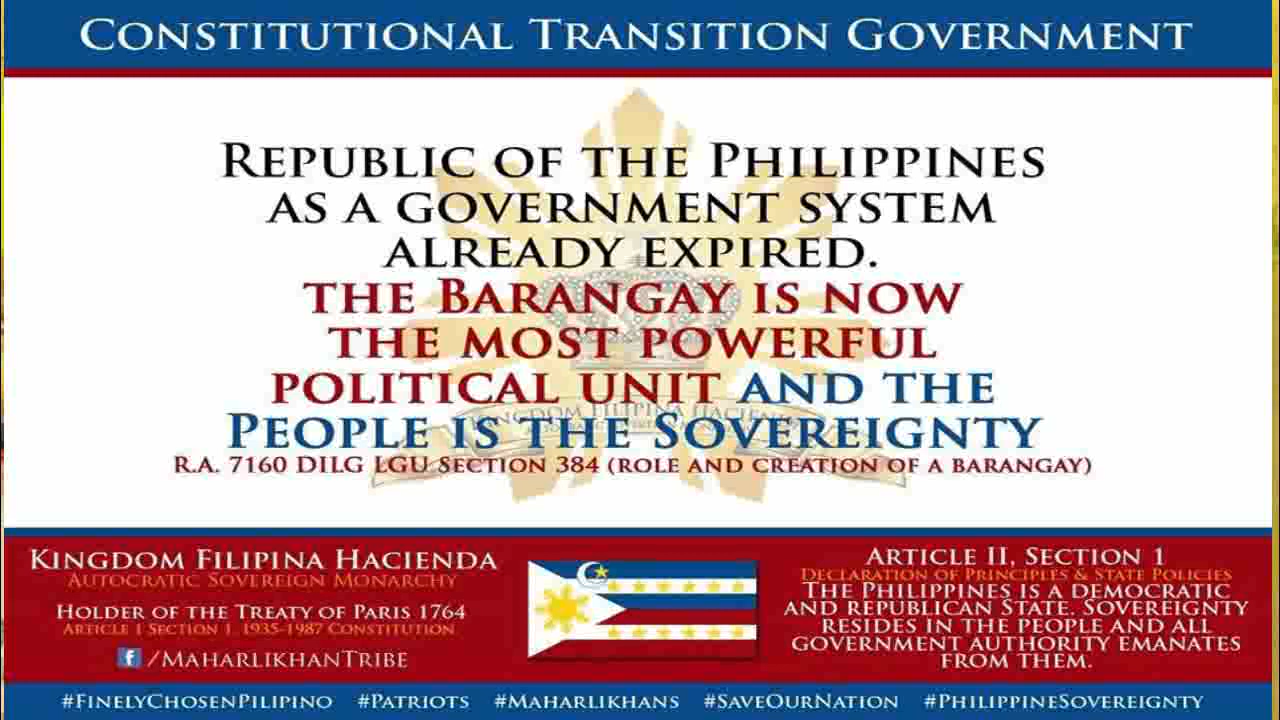 CONSTITUTIONAL TRANSITION GOVERNMENT
REPUBLIC OF THE PHILIPPINES
AS A GOVERNMENT SYSTEM
ALREADY EXPIRED.
THE BARANGAY IS NOW
THE MOST POWERFUL
POLITICAL UNIT AND THE
PEOPLE IS THE SOVEREIGNTY
KINGDOM FILIPINA HACIENDA
R.A. 7160 DILG LGU SECTION 384 (ROLE AND CREATION OF A BARANGAY)
KINGDOM FILIPINA HACIENDA
AUTOCRATIC SOVEREIGN MONARCHY
HOLDER OF THE TREATY OF PARIS 1764
ARTICLE 1 SECTION 1. 1935-1987 CONSTITUTION
f /MAHARLIKHANTRIBE
ARTICLE II, SECTION 1
DECLARATION OF PRINCIPLES & STATE POLICIES
THE PHILIPPINES IS A DEMOCRATIC
AND REPUBLICAN STATE. SOVEREIGNTY
RESIDES IN THE PEOPLE AND ALL
GOVERNMENT AUTHORITY EMANATES
FROM THEM.
#FINELYCHOSENPILIPINO #PATRIOTS #MAHARLIKHANS #SAVEOURNATION #PHILIPPINESOVEREIGNTY